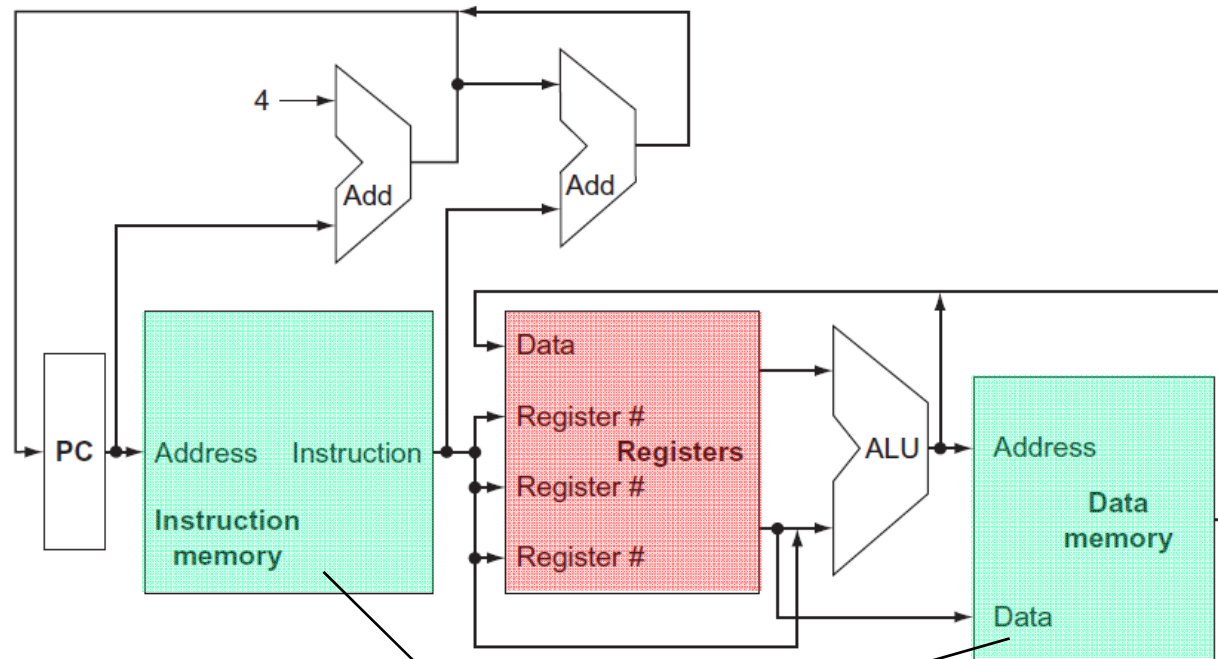 4
Add
Add
PC
Address
Instruction
Instruction
memory
Data
Register #
Registers
Register #
Register #
ALU
Address
Data
memory
Data